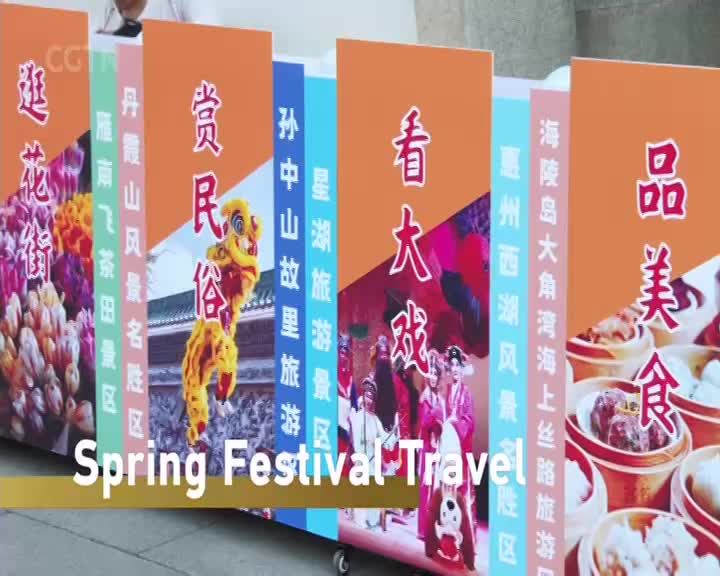 CGTN
逛花街
雁南飞茶田景区
丹霞山风景名胜区
赏民俗
孙中山故里旅游
星湖旅游景区
看大戏
惠州西湖风景名胜区
海陵岛大角湾海上丝路旅游
品美食
Spring Festival Travel